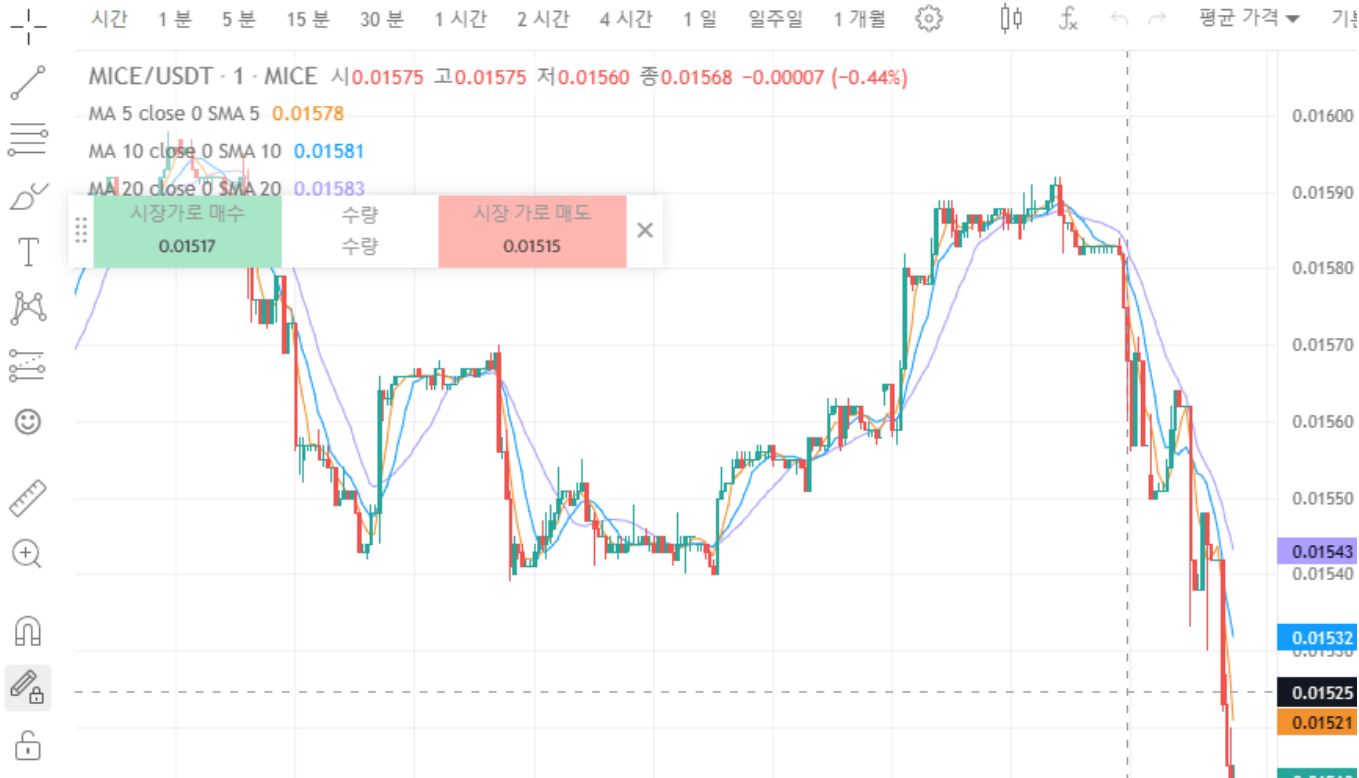 시간 1 분 5 분 15 분 30 분 1 시간 2 시간 4 시간 1 일 일주일 1 개월 fx 평균 가격
MICE/USDT · 1 · MICE 시0.01575 고0.01575 저0.01560 종0.01568 −0.00007 (−0.44%)
MA 5 close 0 SMA 5 0.01578
MA 10 close 0 SMA 10 0.01581
MA 20 close 0 SMA 20 0.01583
시장가로 매수 수량 시장 가로 매도
0.01517 수량 0.01515
T
0.01600
0.01590
0.01580
0.01570
0.01560
0.01550
0.01543
0.01540
0.01532
0.01530
0.01525
0.01521